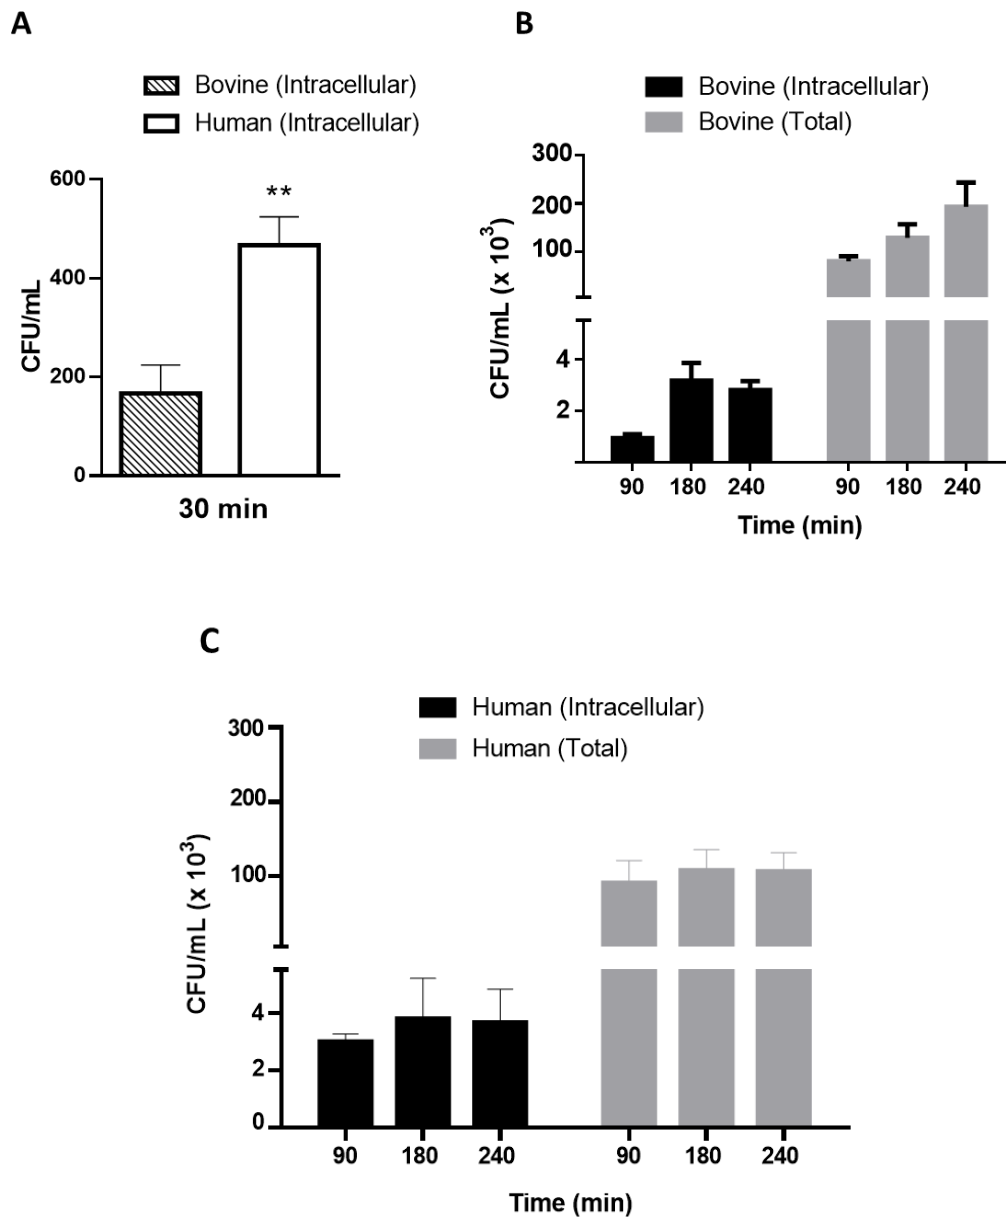 A
Bovine (Intracellular)
Human (Intracellular)
CFU/mL
600
400
200
0
**
30 min
B
Bovine (Intracellular)
Bovine (Total)
CFU/mL (x 10³)
300
200
100
4
2
90 180 240 90 180 240
Time (min)
C
Human (Intracellular)
Human (Total)
CFU/mL (x 10³)
300
200
100
4
2
0
90 180 240 90 180 240
Time (min)